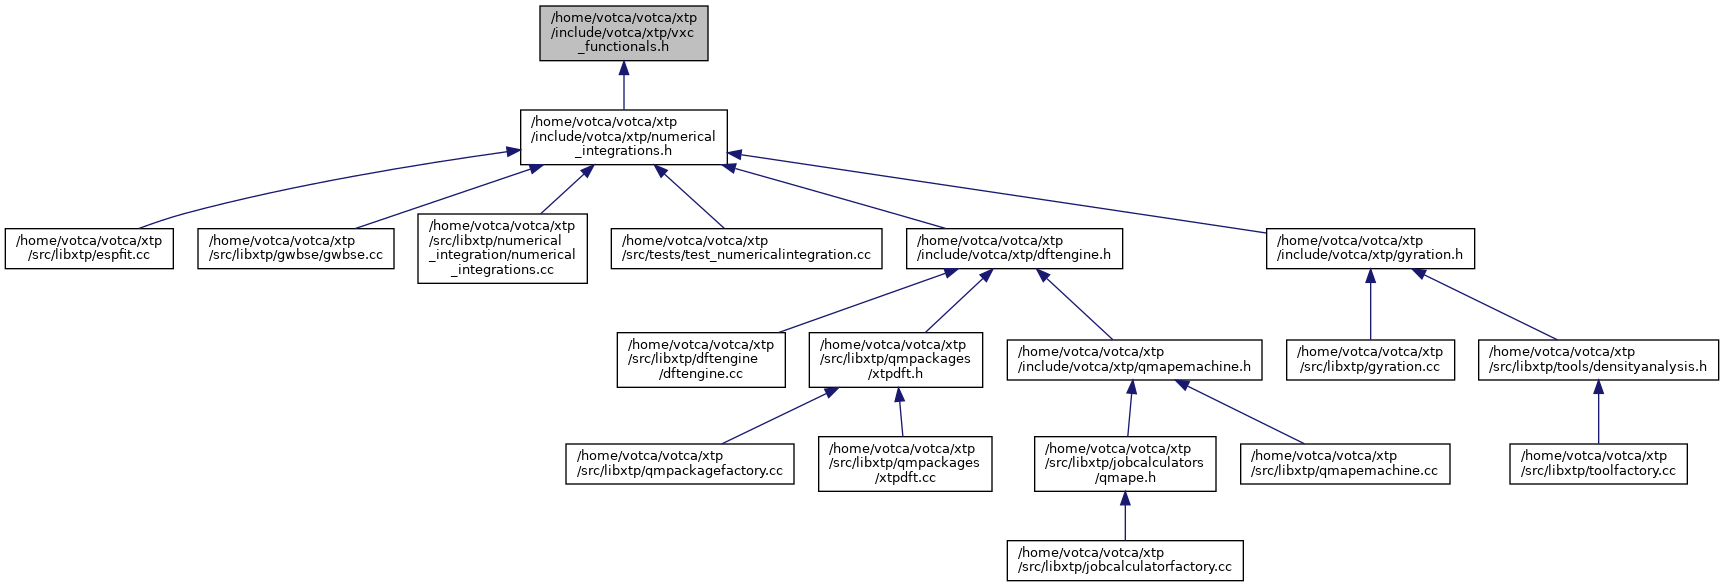 /home/votca/votca/xtp
/include/votca/xtp/vxc
_functionals.h
/home/votca/votca/xtp
/include/votca/xtp/numerical
_integrations.h
/home/votca/votca/xtp
/src/libxtp/espfit.cc
/home/votca/votca/xtp
/src/libxtp/gwbse/gwbse.cc
/home/votca/votca/xtp
/src/libxtp/numerical
_integration/numerical
_integrations.cc
/home/votca/votca/xtp
/src/tests/test_numericalintegration.cc
/home/votca/votca/xtp
/include/votca/xtp/dftengine.h
/home/votca/votca/xtp
/include/votca/xtp/gyration.h
/home/votca/votca/xtp
/src/libxtp/dftengine
/dftengine.cc
/home/votca/votca/xtp
/src/libxtp/qmpackages
/xtpdft.h
/home/votca/votca/xtp
/include/votca/xtp/qmapemachine.h
/home/votca/votca/xtp
/src/libxtp/gyration.cc
/home/votca/votca/xtp
/src/libxtp/tools/densityanalysis.h
/home/votca/votca/xtp
/src/libxtp/qmpackagefactory.cc
/home/votca/votca/xtp
/src/libxtp/qmpackages
/xtpdft.cc
/home/votca/votca/xtp
/src/libxtp/jobcalculators
/qmape.h
/home/votca/votca/xtp
/src/libxtp/qmapemachine.cc
/home/votca/votca/xtp
/src/libxtp/toolfactory.cc
/home/votca/votca/xtp
/src/libxtp/jobcalculatorfactory.cc